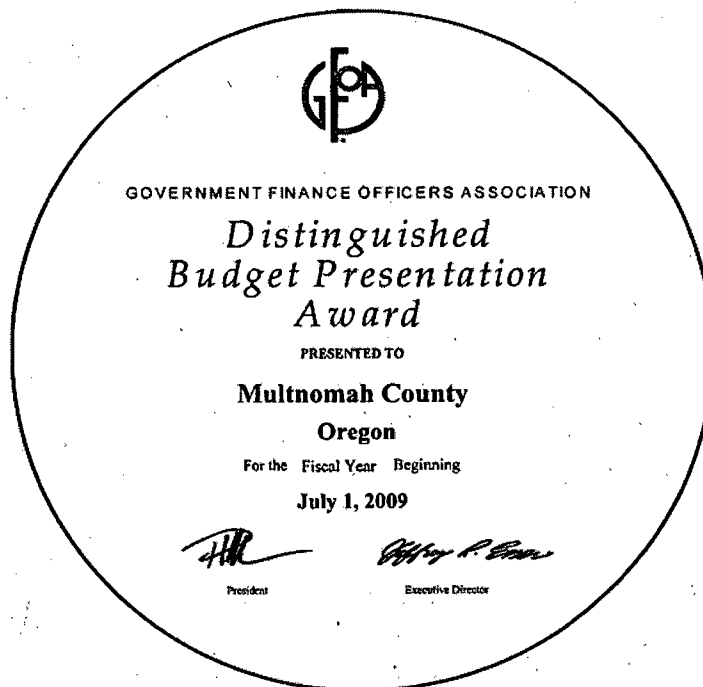 GFOA
GOVERNMENT FINANCE OFFICERS ASSOCIATION
Distinguished
Budget Presentation
Award
PRESENTED TO
Multnomah County
Oregon
For the Fiscal Year Beginning
July 1, 2009
President Executive Director